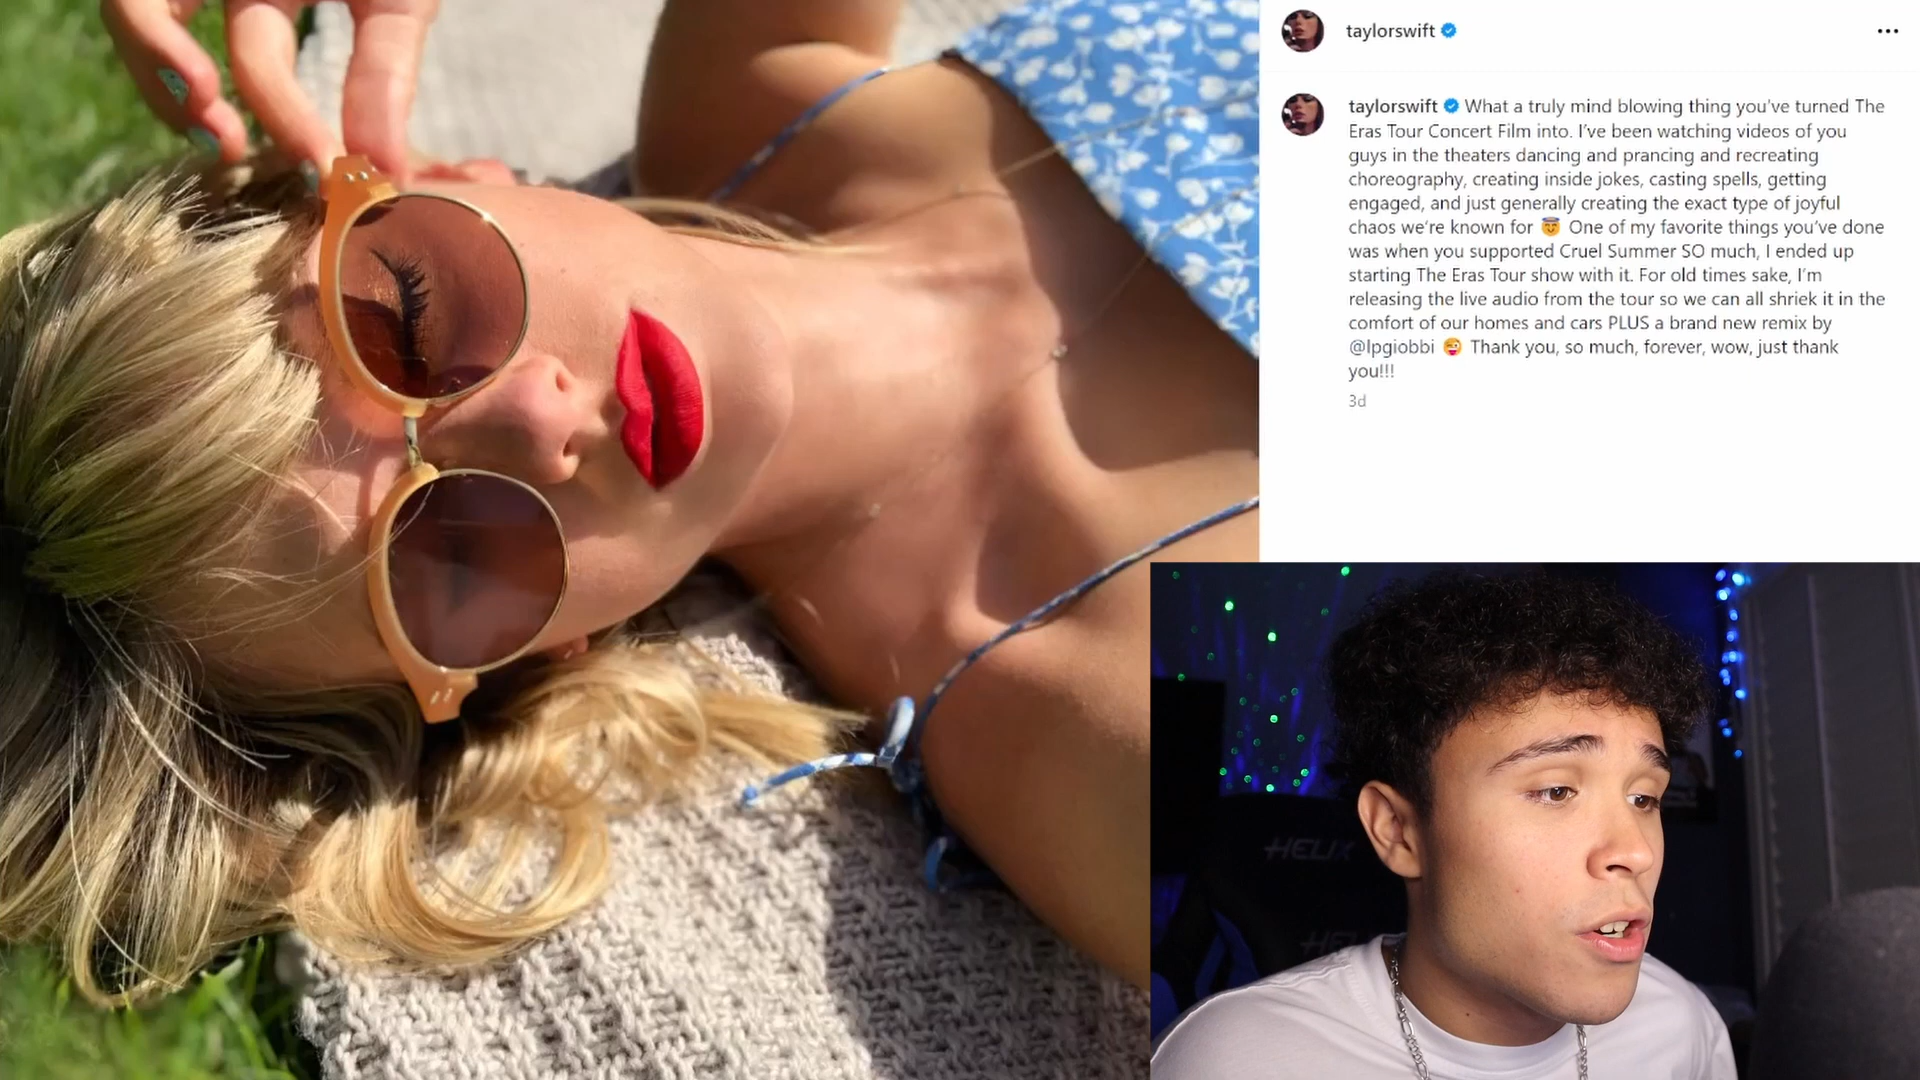 taylorswift
taylorswift What a truly mind blowing thing you’ve turned The
Eras Tour Concert Film into. I’ve been watching videos of you
guys in the theaters dancing and prancing and recreating
choreography, creating inside jokes, casting spells, getting
engaged, and just generally creating the exact type of joyful
chaos we’re known for 😇 One of my favorite things you’ve done
was when you supported Cruel Summer SO much, I ended up
starting The Eras Tour show with it. For old times sake, I’m
releasing the live audio from the tour so we can all shriek it in the
comfort of our homes and cars PLUS a brand new remix by
@lpgiobbi 😜 Thank you, so much, forever, wow, just thank
you!!!
3d
HELIX